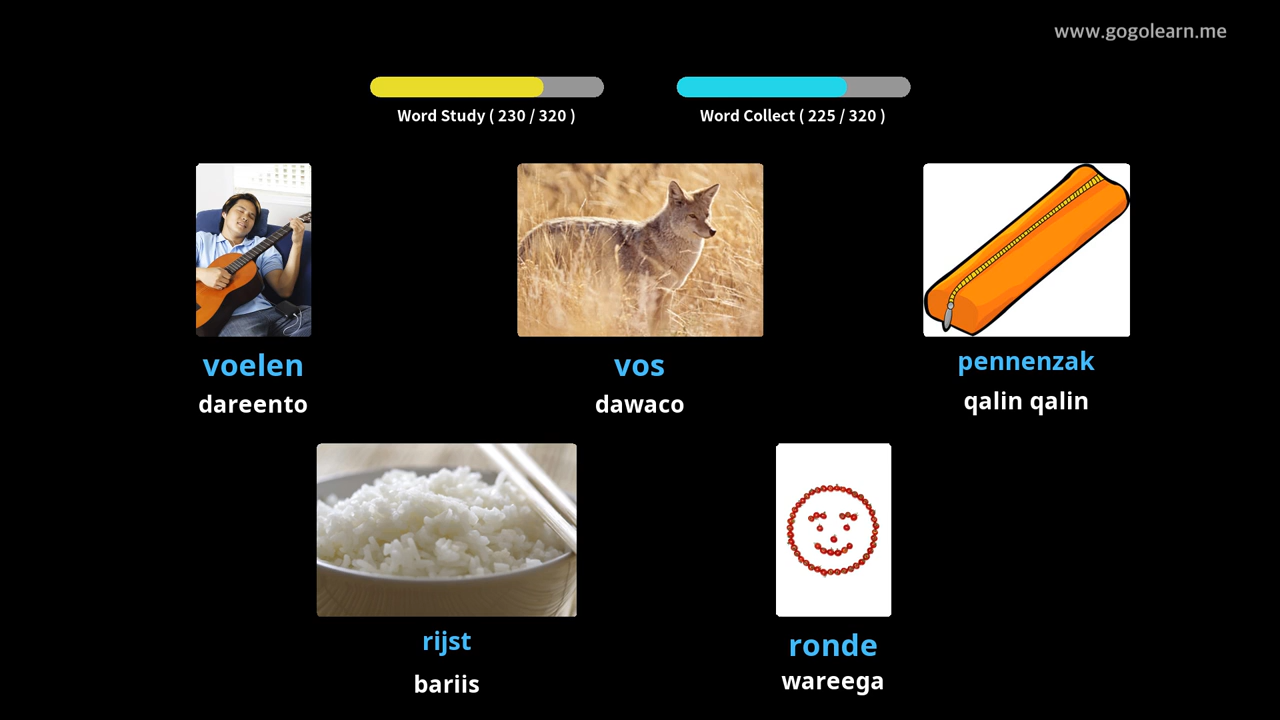 www.gogolearn.me
Word Study ( 230 / 320 )
Word Collect ( 225 / 320 )
voelen
dareento
vos
dawaco
pennenzak
qalin qalin
rijst
bariis
ronde
wareega